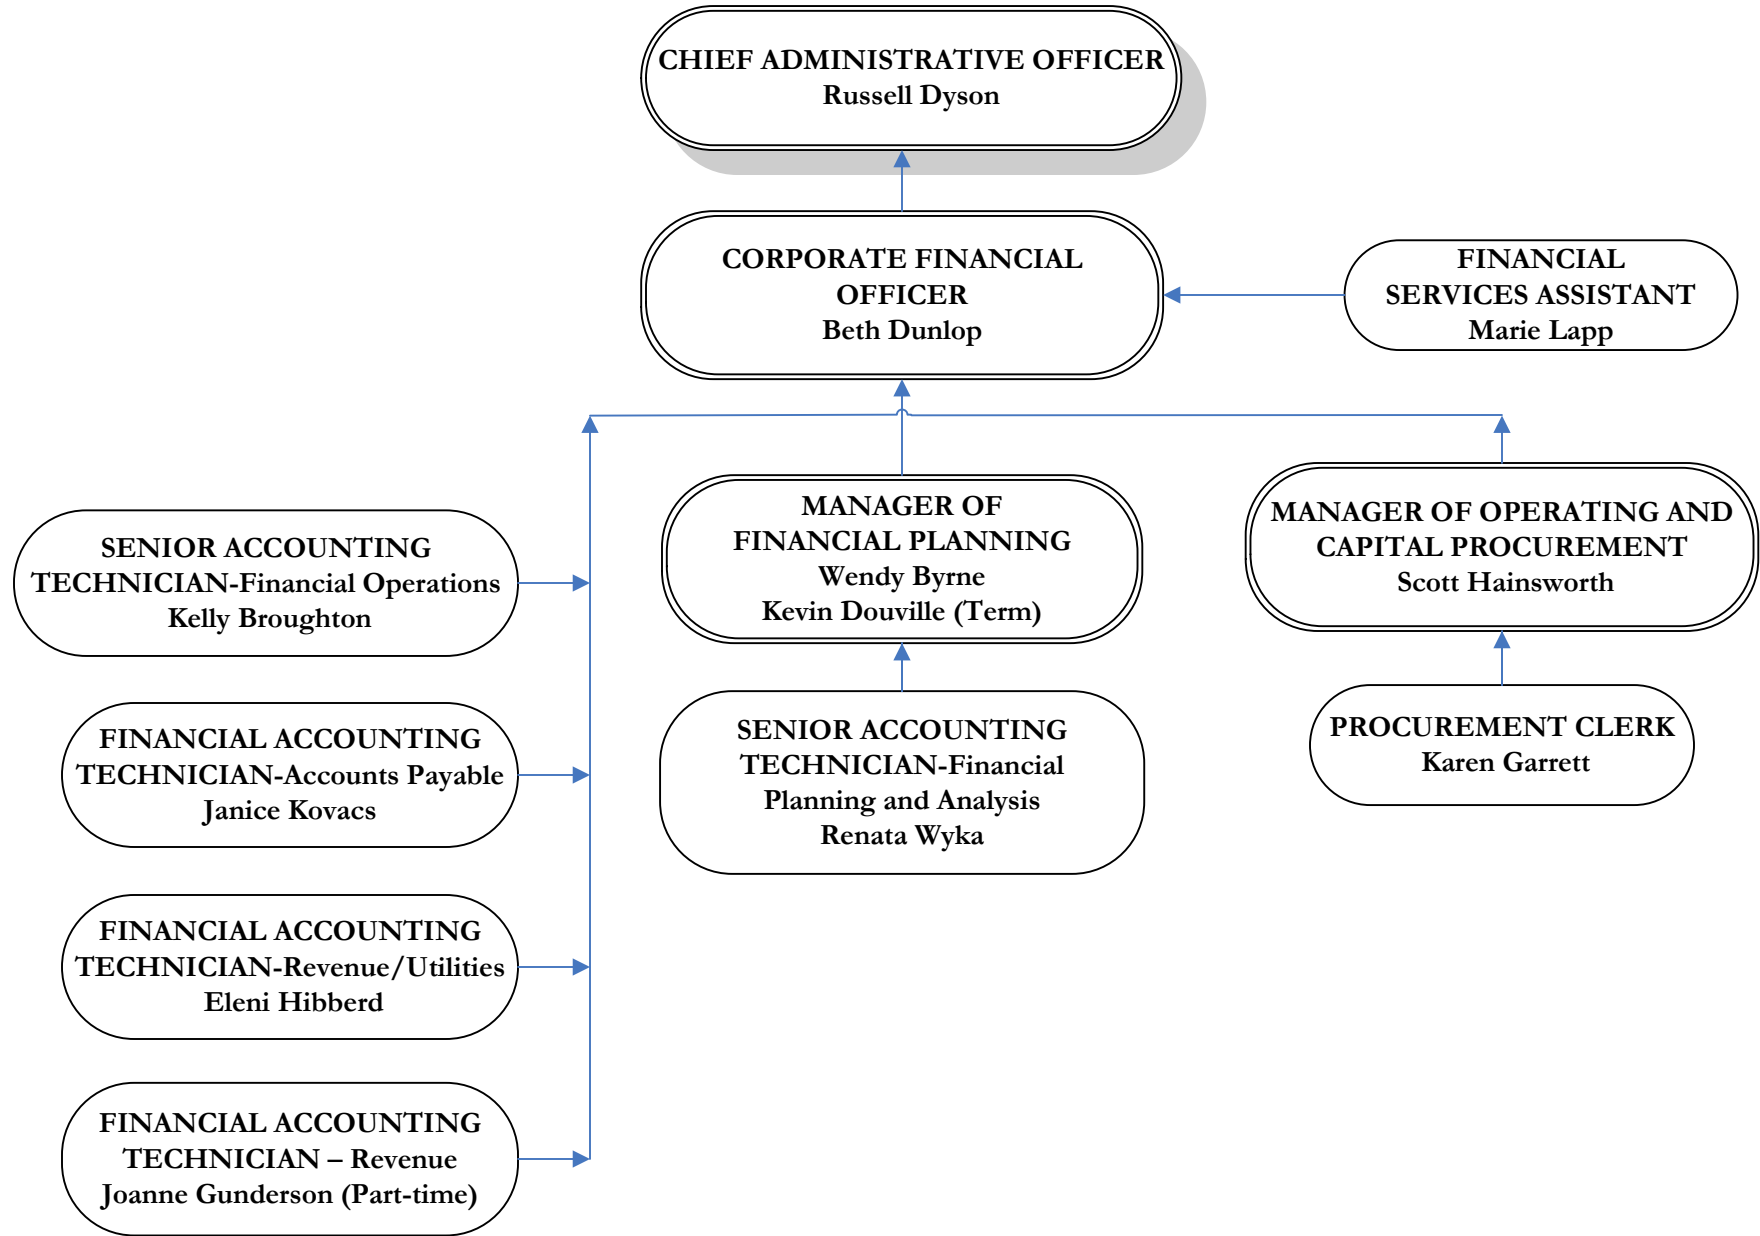 CHIEF ADMINISTRATIVE OFFICER
Russell Dyson
CORPORATE FINANCIAL
OFFICER
Beth Dunlop
FINANCIAL
SERVICES ASSISTANT
Marie Lapp
SENIOR ACCOUNTING
TECHNICIAN-Financial Operations
Kelly Broughton
MANAGER OF
FINANCIAL PLANNING
Wendy Byrne
Kevin Douville (Term)
MANAGER OF OPERATING AND
CAPITAL PROCUREMENT
Scott Hainsworth
FINANCIAL ACCOUNTING
TECHNICIAN-Accounts Payable
Janice Kovacs
SENIOR ACCOUNTING
TECHNICIAN-Financial
Planning and Analysis
Renata Wyka
PROCUREMENT CLERK
Karen Garrett
FINANCIAL ACCOUNTING
TECHNICIAN-Revenue/Utilities
Eleni Hibberd
FINANCIAL ACCOUNTING
TECHNICIAN – Revenue
Joanne Gunderson (Part-time)